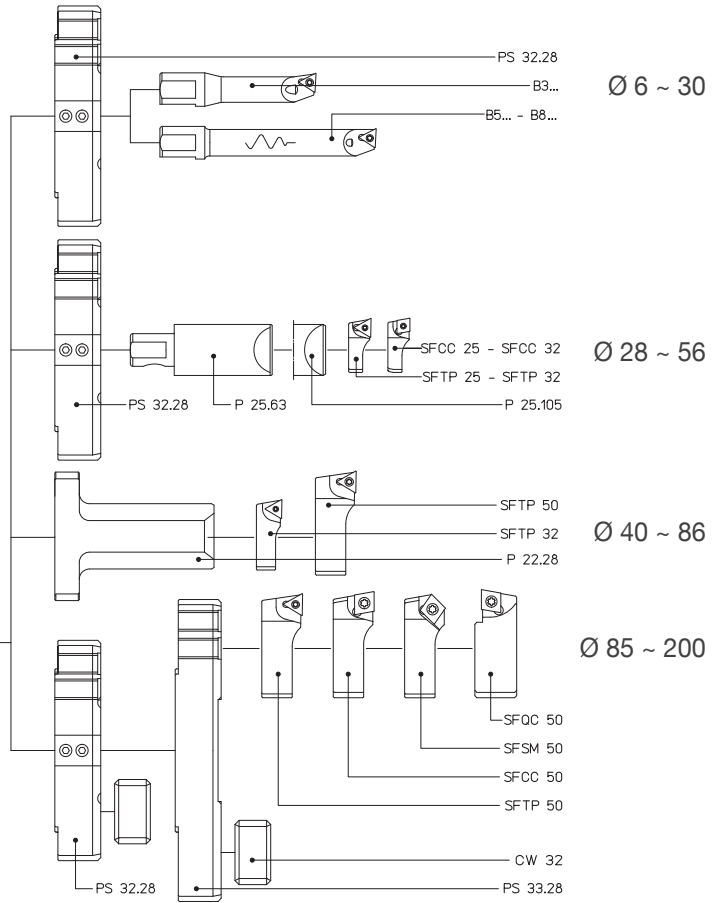 PS 32.28
B3...
Ø 6 ~ 30
B5... - B8...
SFCC 25 - SFCC 32
Ø 28 ~ 56
SFTP 25 - SFTP 32
PS 32.28
P 25.63
P 25.105
SFTP 50
SFTP 32
Ø 40 ~ 86
P 22.28
Ø 85 ~ 200
SFQC 50
SFSM 50
SFCC 50
SFTP 50
CW 32
PS 32.28
PS 33.28